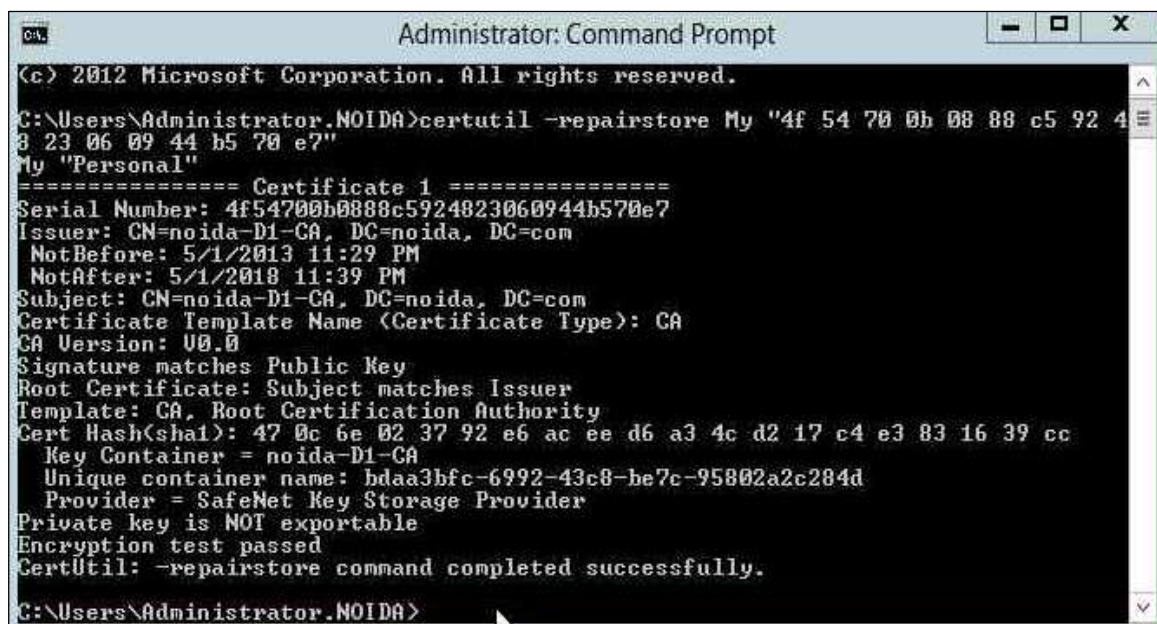 Administrator: Command Prompt
(c) 2012 Microsoft Corporation. All rights reserved.
C:\Users\Administrator.NOIDA>certutil -repairstore My "4f 54 70 0b 08 88 c5 92 4
8 23 06 09 44 b5 70 e7"
My "Personal"
================ Certificate 1 ================
Serial Number: 4f54700b0888c5924823060944b570e7
Issuer: CN=noida-D1-CA, DC=noida, DC=com
 NotBefore: 5/1/2013 11:29 PM
 NotAfter: 5/1/2018 11:39 PM
Subject: CN=noida-D1-CA, DC=noida, DC=com
Certificate Template Name (Certificate Type): CA
CA Version: V0.0
Signature matches Public Key
Root Certificate: Subject matches Issuer
Template: CA, Root Certification Authority
Cert Hash(sha1): 47 0c 6e 02 37 92 e6 ac ee d6 a3 4c d2 17 c4 e3 83 16 39 cc
  Key Container = noida-D1-CA
  Unique container name: bdaa3bfc-6992-43c8-be7c-95802a2c284d
  Provider = SafeNet Key Storage Provider
Private key is NOT exportable
Encryption test passed
CertUtil: -repairstore command completed successfully.
C:\Users\Administrator.NOIDA>